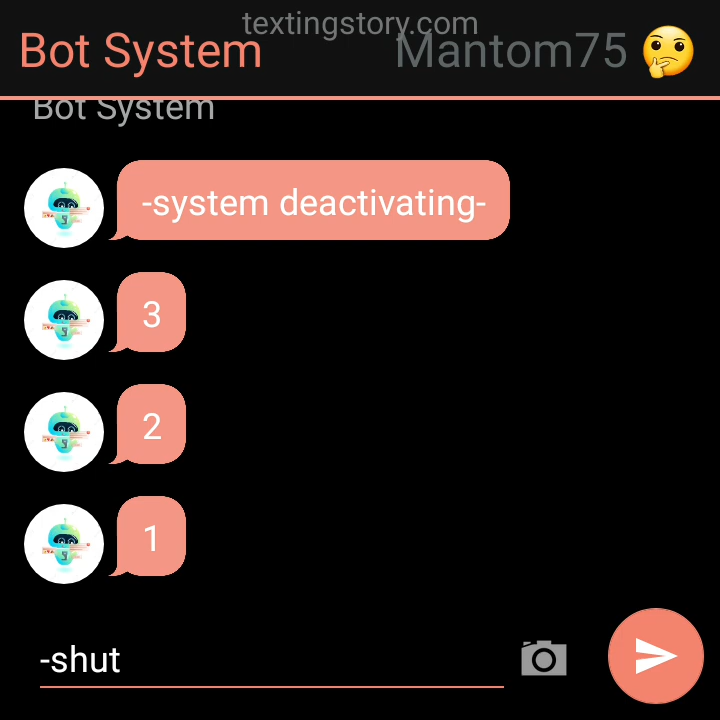 textingstory.com
Bot System Mantom75
Bot System
-system deactivating-
3
2
1
-shut